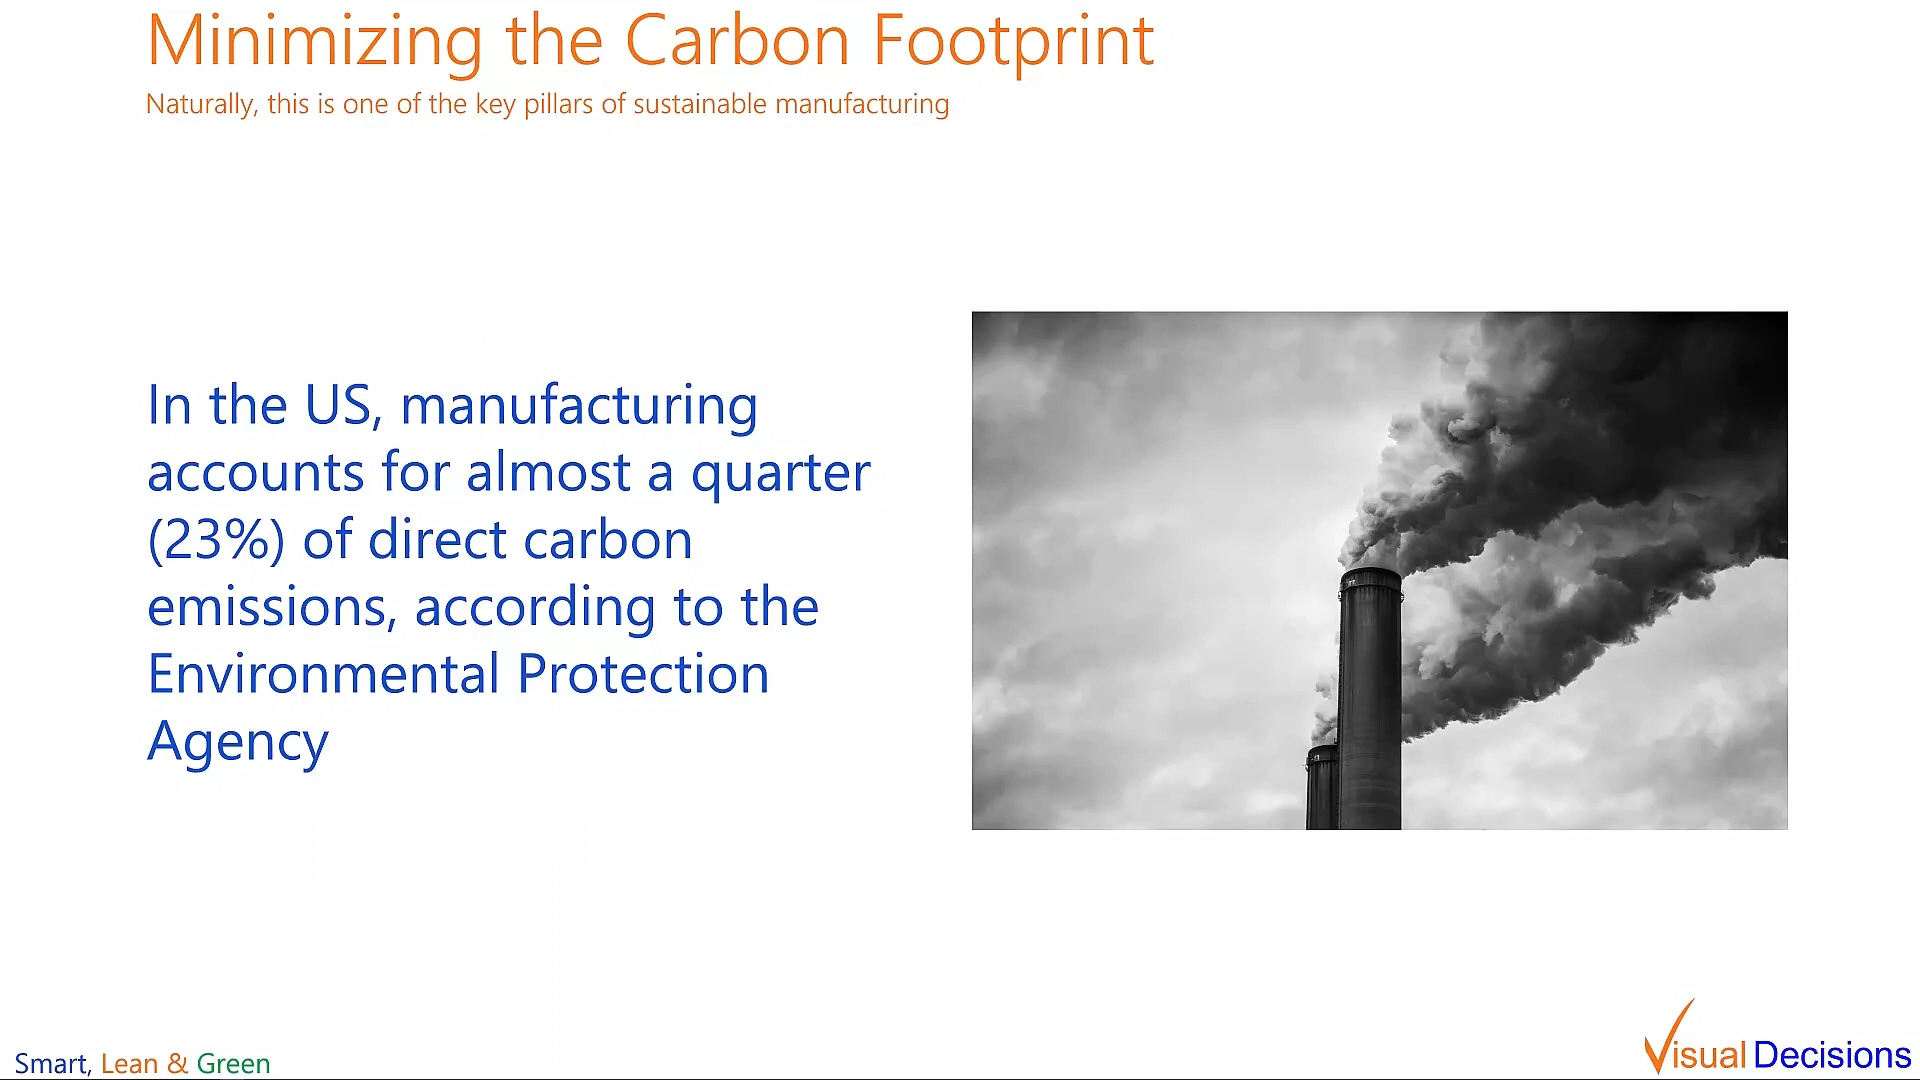 Minimizing the Carbon Footprint
Naturally, this is one of the key pillars of sustainable manufacturing
In the US, manufacturing
accounts for almost a quarter
(23%) of direct carbon
emissions, according to the
Environmental Protection
Agency
Smart, Lean & Green
Visual Decisions